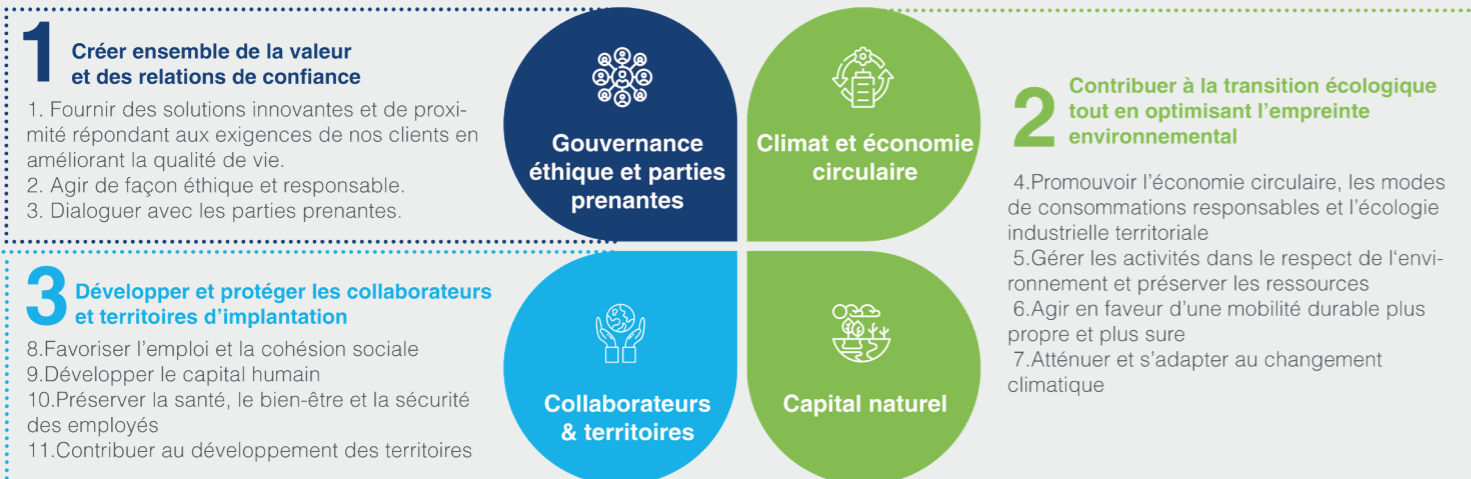 1
Créer ensemble de la valeur
et des relations de confiance
1. Fournir des solutions innovantes et de proxi-
mité répondant aux exigences de nos clients en
améliorant la qualité de vie.
2. Agir de façon éthique et responsable.
3. Dialoguer avec les parties prenantes.
Gouvernance
éthique et parties
prenantes
Climat et économie
circulaire
2
Contribuer à la transition écologique
tout en optimisant l’empreinte
environnemental
4.Promouvoir l’économie circulaire, les modes
de consommations responsables et l’écologie
industrielle territoriale
5.Gérer les activités dans le respect de l‘envi-
ronnement et préserver les ressources
6.Agir en faveur d’une mobilité durable plus
propre et plus sure
7.Atténuer et s’adapter au changement
climatique
3
Développer et protéger les collaborateurs
et territoires d’implantation
8.Favoriser l’emploi et la cohésion sociale
9.Développer le capital humain
10.Préserver la santé, le bien-être et la sécurité
des employés
11.Contribuer au développement des territoires
Collaborateurs
& territoires
Capital naturel